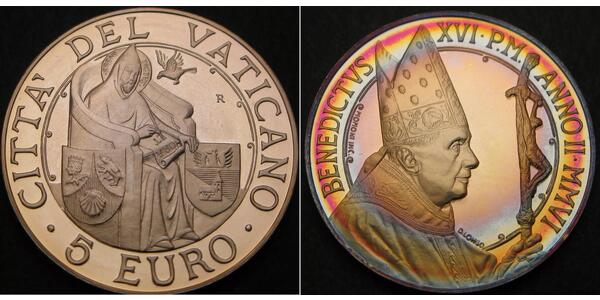 CITTA' DEL VATICANO
R
· 5 EURO ·
BENEDICTVS XVI · P.M. ANNO II · MMVI
D. LONGO